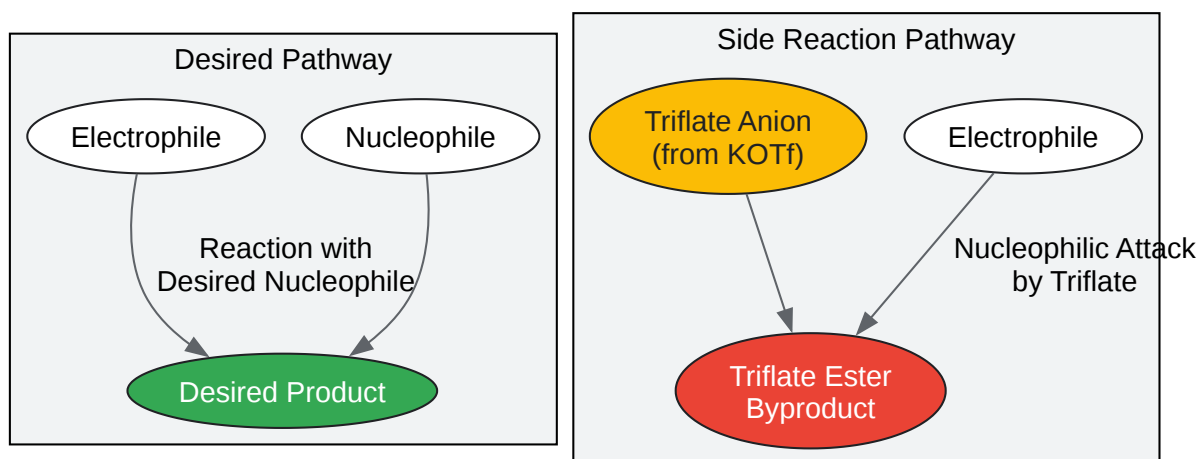 Desired Pathway
Electrophile
Nucleophile
Reaction with
Desired Nucleophile
Desired Product
Side Reaction Pathway
Triflate Anion
(from KOTf)
Electrophile
Nucleophilic Attack
by Triflate
Triflate Ester
Byproduct